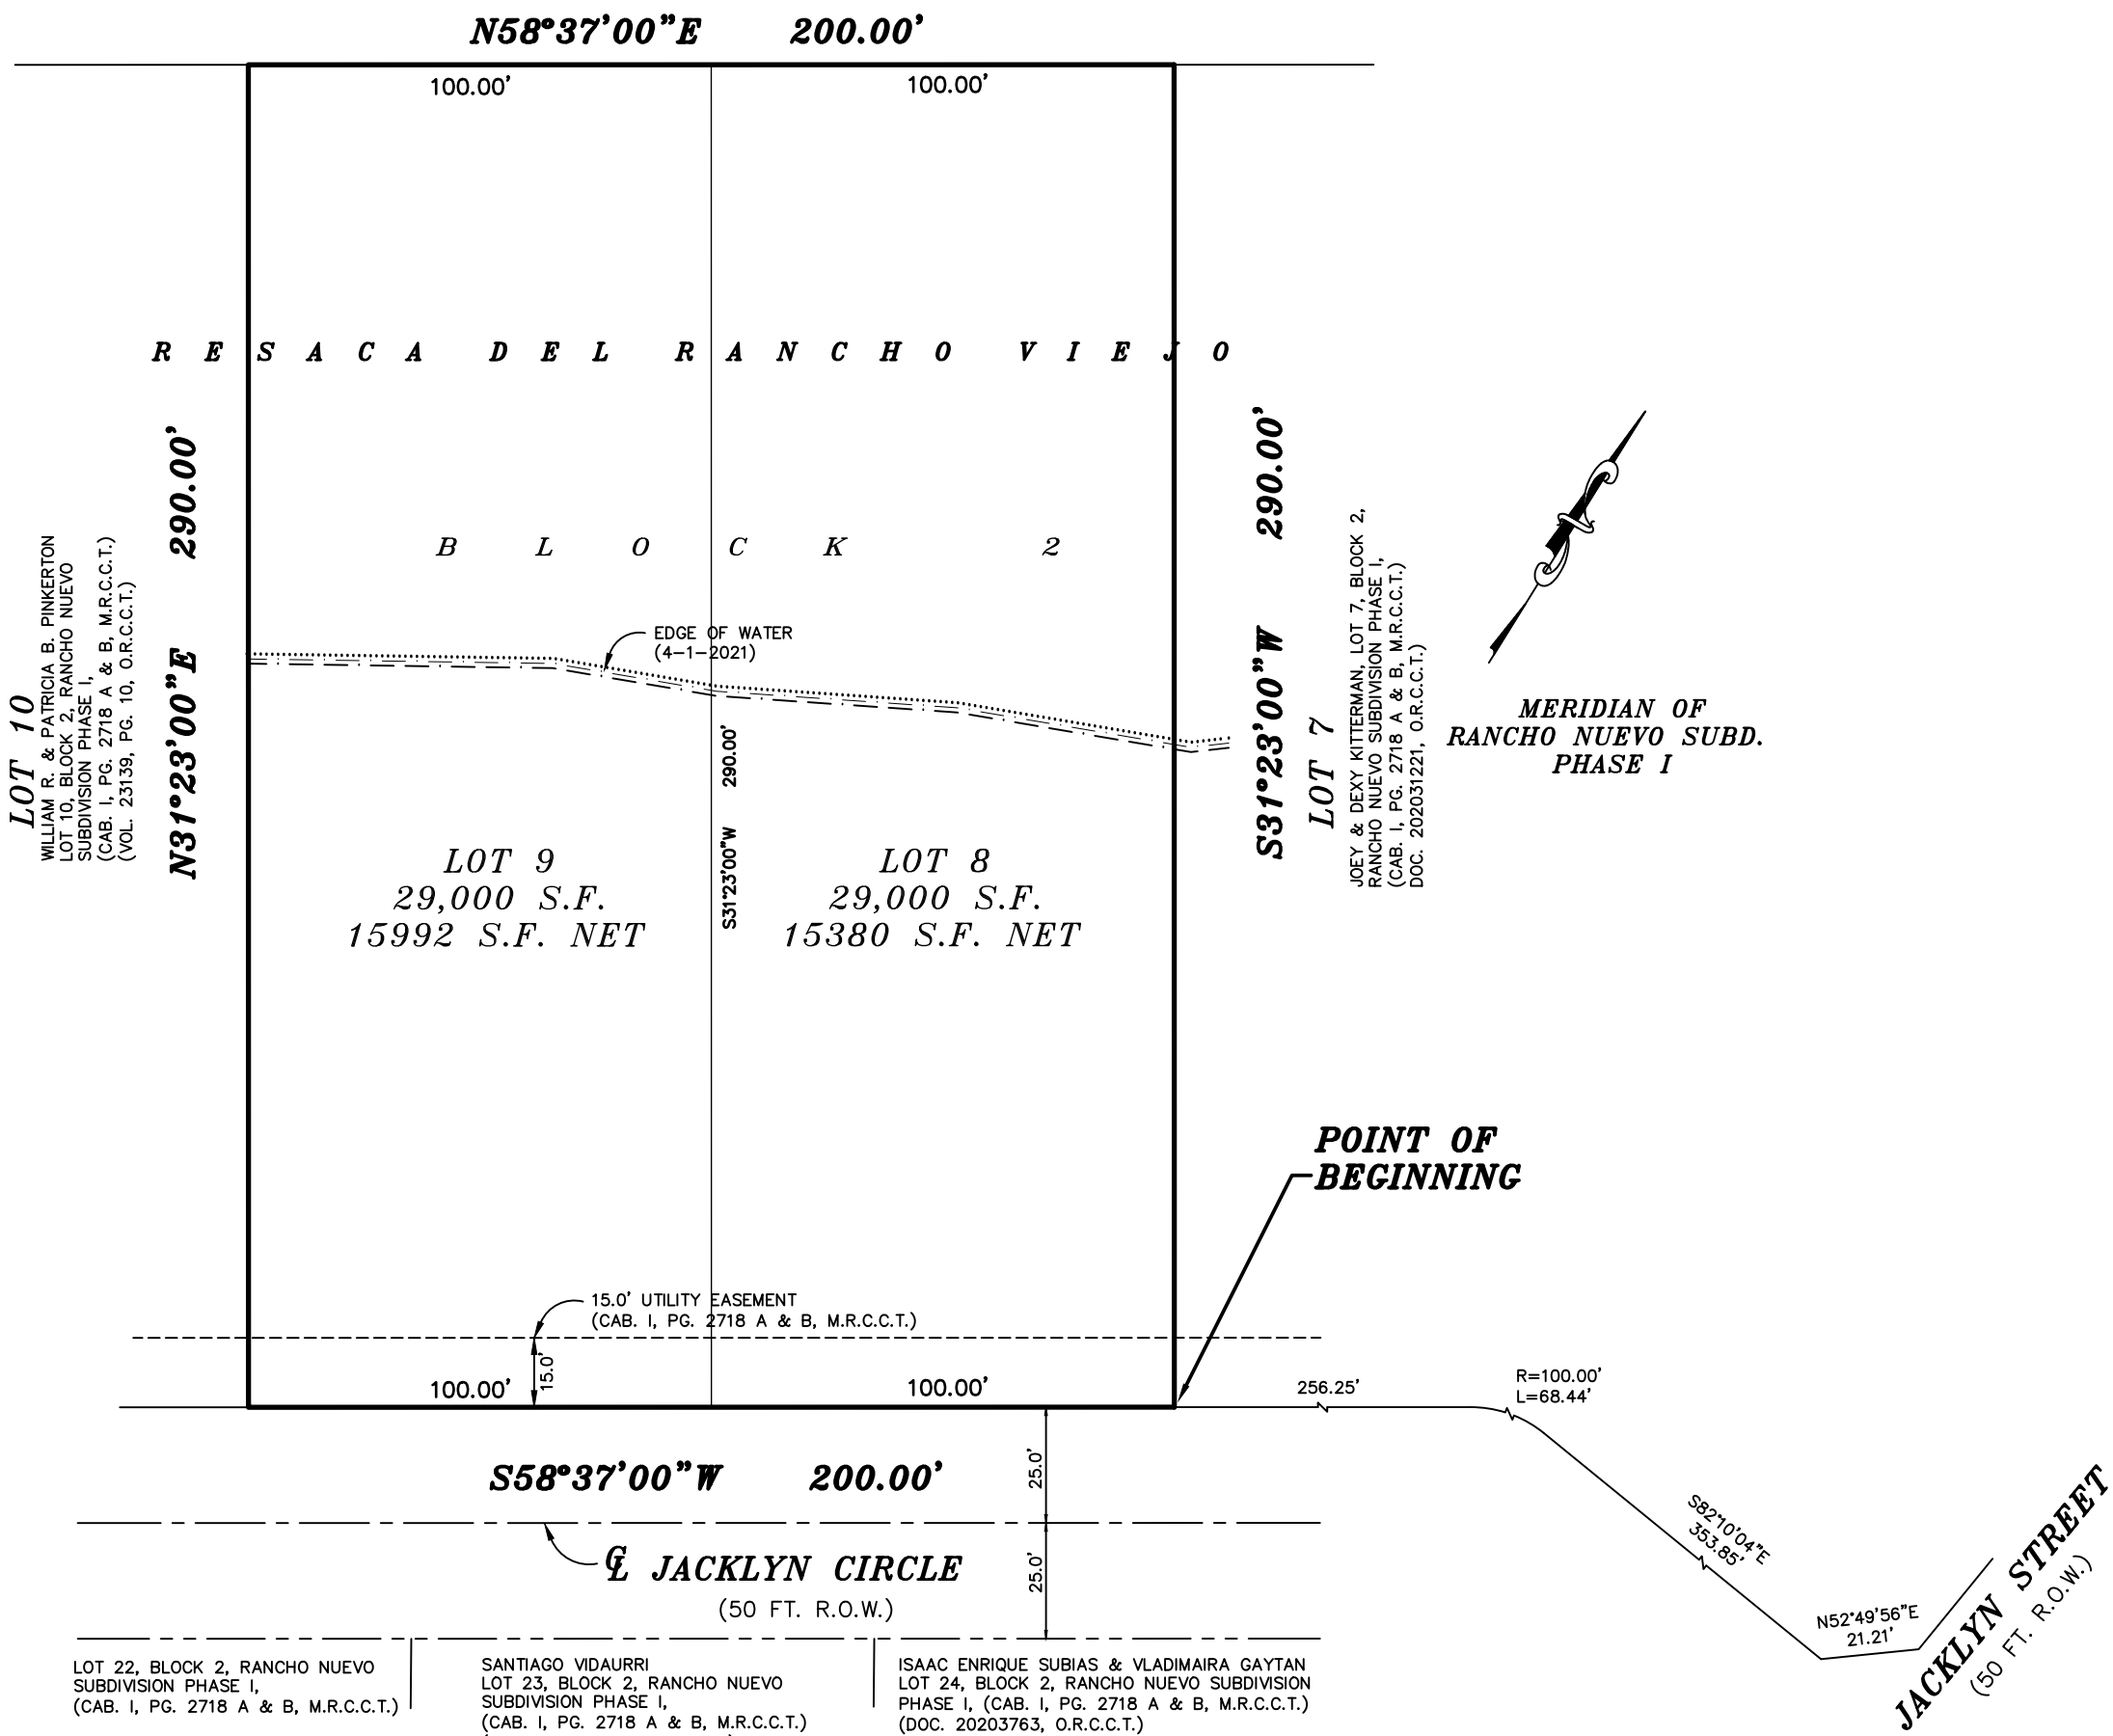 N58°37'00"E 200.00'
100.00' 100.00'
RESACA DEL RANCHO VIEJO
BLOCK 2
EDGE OF WATER
(4-1-2021)
LOT 10
WILLIAM R. & PATRICIA B. PINKERTON
LOT 10, BLOCK 2, RANCHO NUEVO
SUBDIVISION PHASE I,
(CAB. I, PG. 2718 A & B, M.R.C.C.T.)
(VOL. 23139, PG. 10, O.R.C.C.T.)
N31°23'00"E 290.00'
S31°23'00"W 290.00'
LOT 9
29,000 S.F.
15992 S.F. NET
LOT 8
29,000 S.F.
15380 S.F. NET
S31°23'00"W 290.00'
LOT 7
JOEY & DEXY KITTERMAN, LOT 7, BLOCK 2,
RANCHO NUEVO SUBDIVISION PHASE I,
(CAB. I, PG. 2718 A & B, M.R.C.C.T.)
DOC. 202031221, O.R.C.C.T.)
MERIDIAN OF
RANCHO NUEVO SUBD.
PHASE I
POINT OF
BEGINNING
15.0' UTILITY EASEMENT
(CAB. I, PG. 2718 A & B, M.R.C.C.T.)
15.0'
100.00' 100.00'
256.25'
R=100.00'
L=68.44'
S58°37'00"W 200.00'
25.0'
25.0'
℄ JACKLYN CIRCLE
(50 FT. R.O.W.)
S82°10'04"E
353.85'
N52°49'56"E
21.21'
JACKLYN STREET
(50 FT. R.O.W.)
LOT 22, BLOCK 2, RANCHO NUEVO
SUBDIVISION PHASE I,
(CAB. I, PG. 2718 A & B, M.R.C.C.T.)
SANTIAGO VIDAURRI
LOT 23, BLOCK 2, RANCHO NUEVO
SUBDIVISION PHASE I,
(CAB. I, PG. 2718 A & B, M.R.C.C.T.)
ISAAC ENRIQUE SUBIAS & VLADIMAIRA GAYTAN
LOT 24, BLOCK 2, RANCHO NUEVO SUBDIVISION
PHASE I, (CAB. I, PG. 2718 A & B, M.R.C.C.T.)
(DOC. 20203763, O.R.C.C.T.)